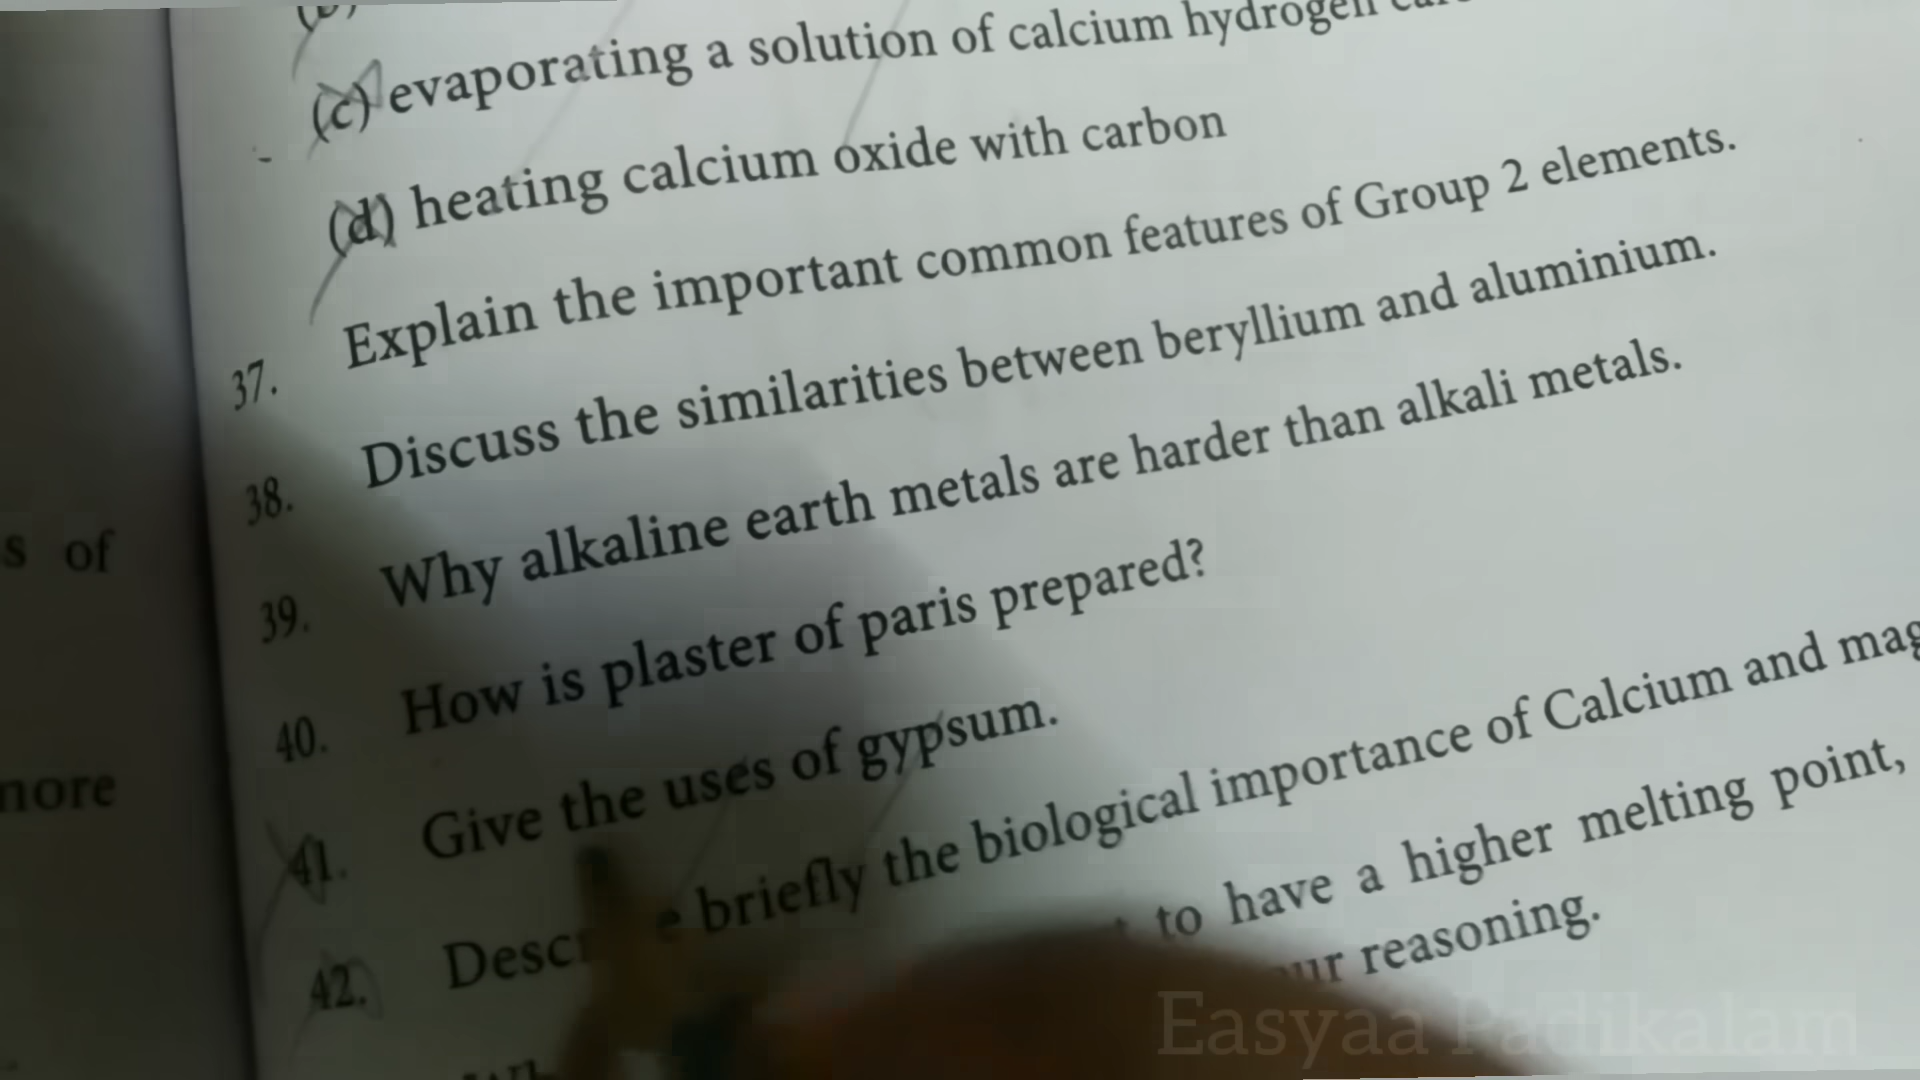 (c) evaporating a solution of calcium hydrogen
(d) heating calcium oxide with carbon
37. Explain the important common features of Group 2 elements.
38. Discuss the similarities between beryllium and aluminium.
39. Why alkaline earth metals are harder than alkali metals.
40. How is plaster of paris prepared?
41. Give the uses of gypsum.
42. briefly the biological importance of Calcium and
to have a higher melting point,
reasoning.
s of
more
Easyaa Padikalam